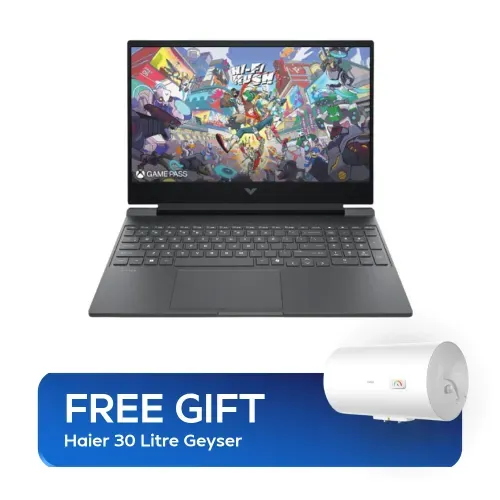 HI-FI
RUSH
GAME PASS
FREE GIFT
Haier 30 Litre Geyser